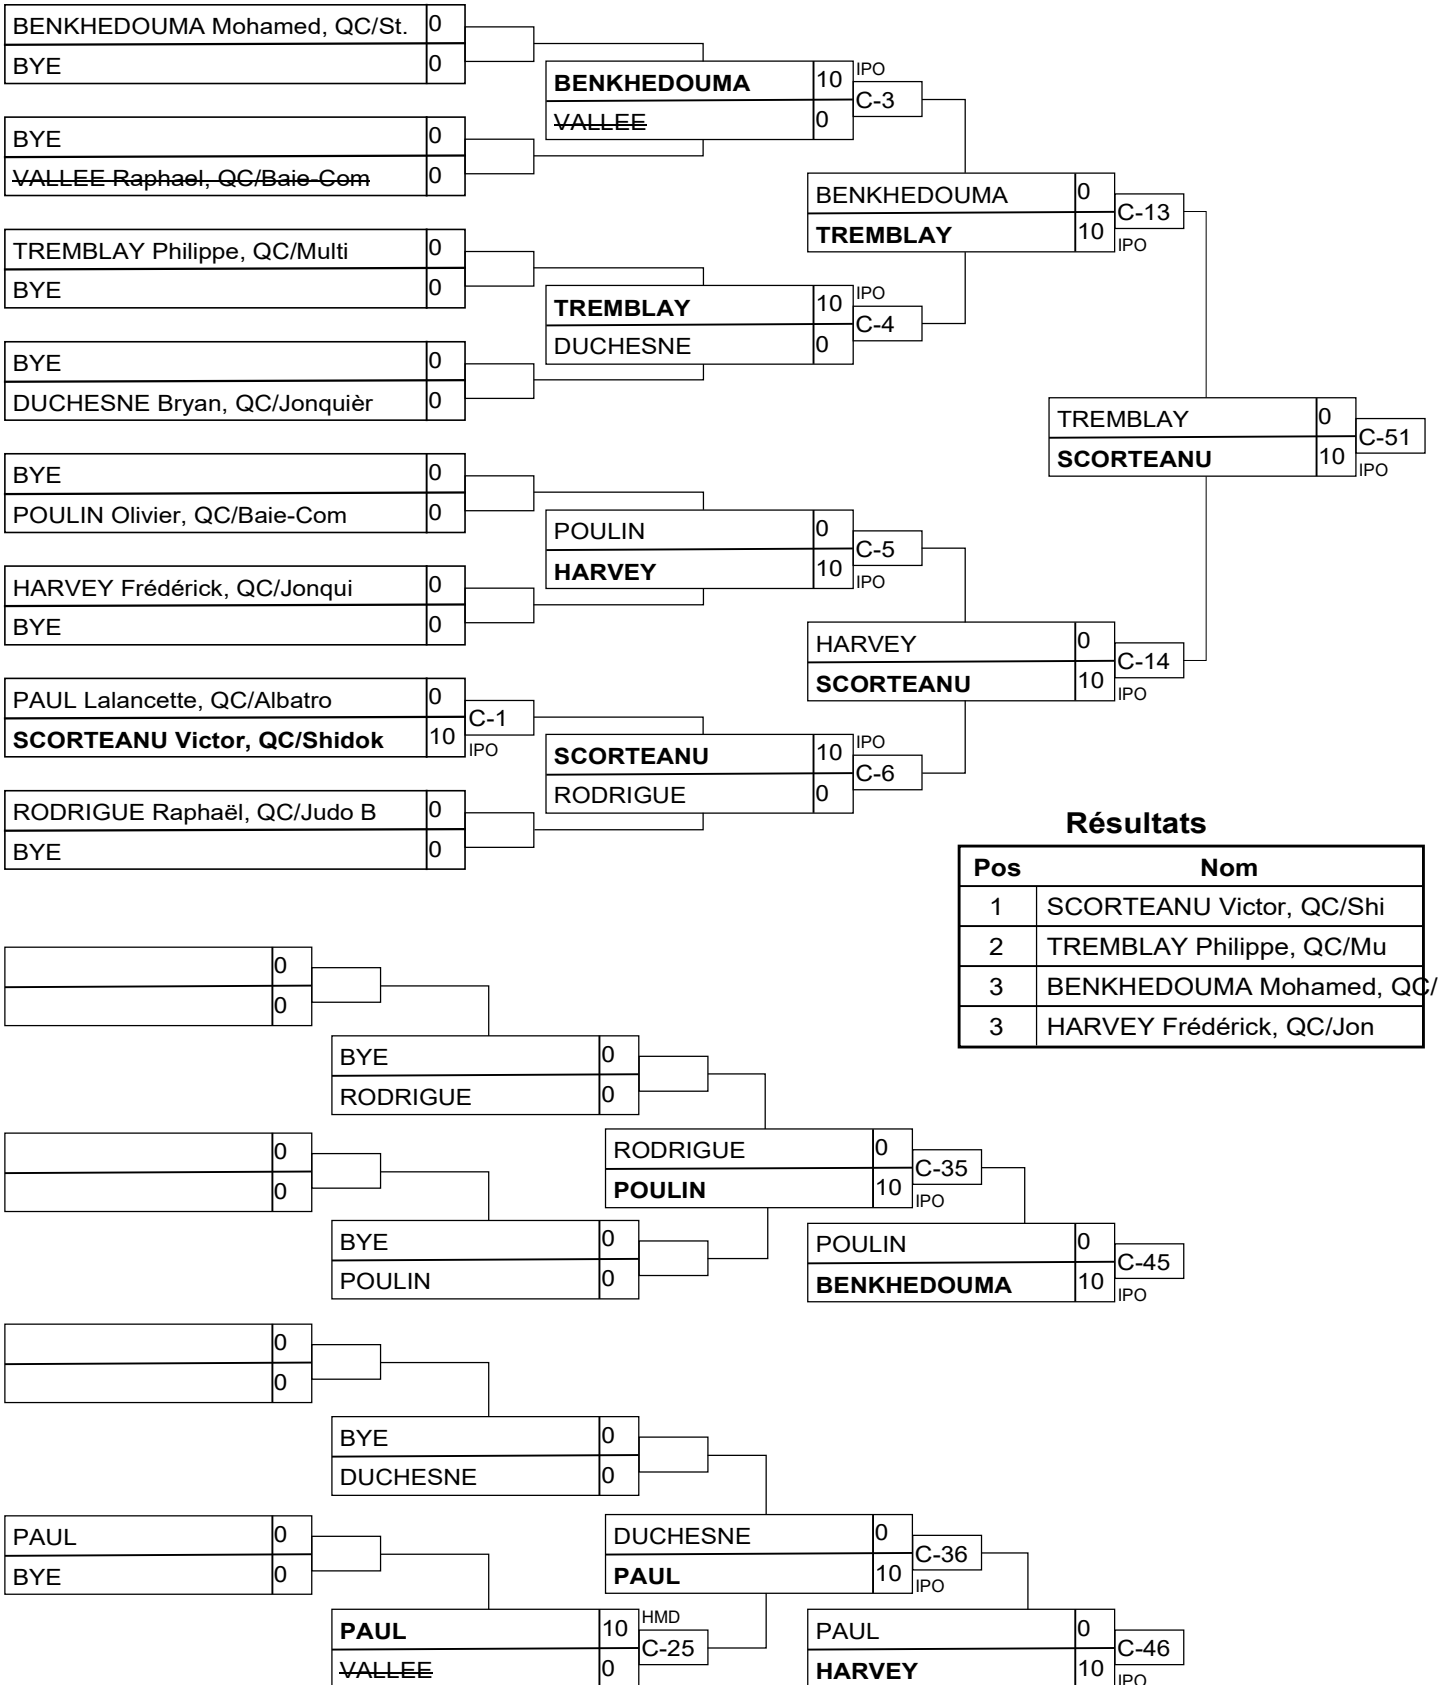 BENKHEDOUMA Mohamed, QC/St. 0
BYE 0
BYE 0
VALLEE Raphael, QC/Baie-Com 0
TREMBLAY Philippe, QC/Multi 0
BYE 0
BYE 0
DUCHESNE Bryan, QC/Jonquièr 0
BYE 0
POULIN Olivier, QC/Baie-Com 0
HARVEY Frédérick, QC/Jonqui 0
BYE 0
PAUL Lalancette, QC/Albatro 0
SCORTEANU Victor, QC/Shidok 10
C-1
IPO
RODRIGUE Raphaël, QC/Judo B 0
BYE 0
BENKHEDOUMA 10 IPO
C-3
VALLEE 0
TREMBLAY 10 IPO
C-4
DUCHESNE 0
POULIN 0
C-5
HARVEY 10 IPO
SCORTEANU 10 IPO
C-6
RODRIGUE 0
BENKHEDOUMA 0
C-13
TREMBLAY 10 IPO
HARVEY 0
C-14
SCORTEANU 10 IPO
TREMBLAY 0
C-51
SCORTEANU 10 IPO
Résultats
Pos Nom
1 SCORTEANU Victor, QC/Shi
2 TREMBLAY Philippe, QC/Mu
3 BENKHEDOUMA Mohamed, QC/
3 HARVEY Frédérick, QC/Jon
0
0
BYE 0
RODRIGUE 0
0
0
BYE 0
POULIN 0
RODRIGUE 0
C-35
POULIN 10 IPO
POULIN 0
C-45
BENKHEDOUMA 10 IPO
0
0
BYE 0
DUCHESNE 0
PAUL 0
BYE 0
PAUL 10 HMD
C-25
VALLEE 0
DUCHESNE 0
C-36
PAUL 10 IPO
PAUL 0
C-46
HARVEY 10 IPO